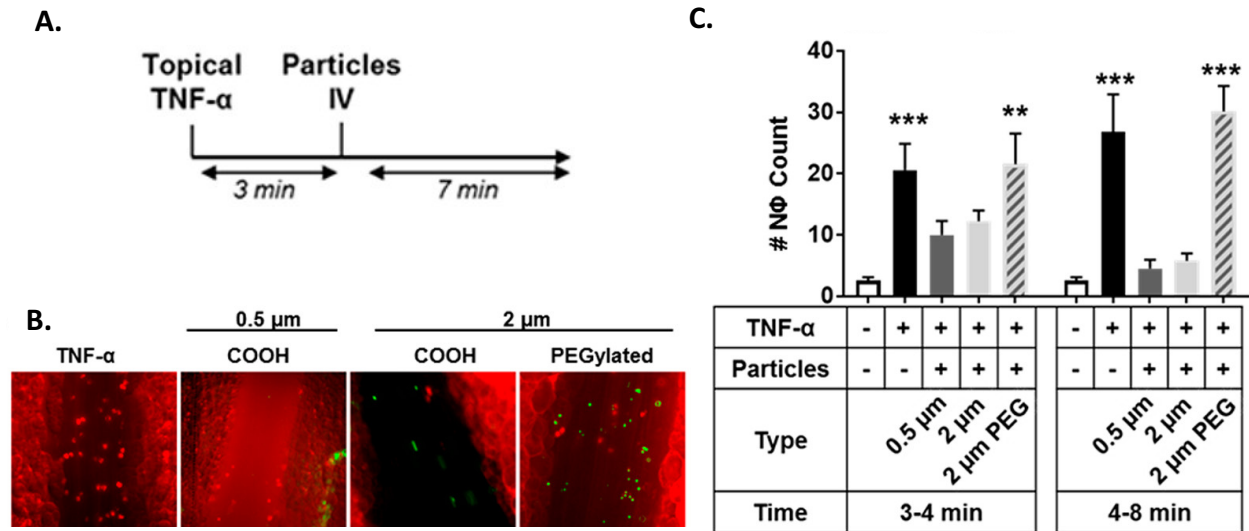 A.
Topical TNF-α
Particles IV
3 min
7 min
B.
0.5 μm
2 μm
TNF-α
COOH
COOH
PEGylated
C.
# NΦ Count
40
30
20
10
0
***
**
***
***
TNF-α - + + + + - + + + +
Particles - - + + + - - + + +
Type 0.5 μm 2 μm 2 μm PEG 0.5 μm 2 μm 2 μm PEG
Time 3-4 min 4-8 min